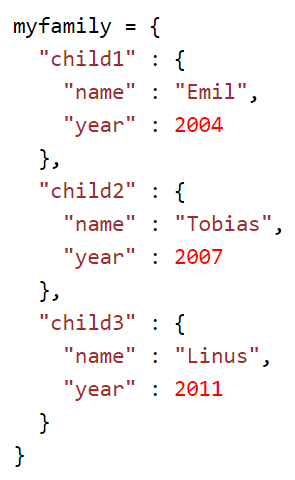 myfamily = {
  "child1" : {
    "name" : "Emil",
    "year" : 2004
  },
  "child2" : {
    "name" : "Tobias",
    "year" : 2007
  },
  "child3" : {
    "name" : "Linus",
    "year" : 2011
  }
}